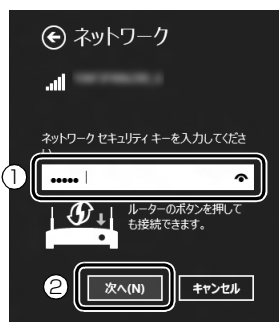 ネットワーク
ネットワーク セキュリティ キーを入力してくださ
い
①
•••••
ルーターのボタンを押して
も接続できます。
②
次へ(N)
キャンセル